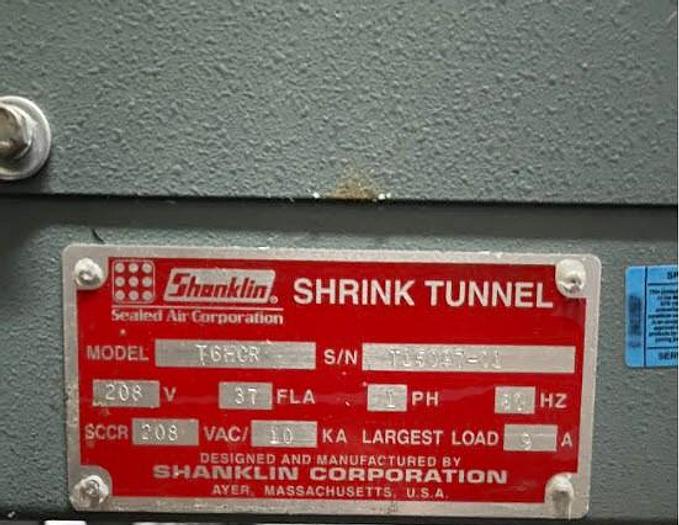 Shanklin® SHRINK TUNNEL
Sealed Air Corporation
MODEL T6HCR S/N
208 V 37 FLA 1 PH HZ
SCCR 208 VAC/ 10 KA LARGEST LOAD 9 A
DESIGNED AND MANUFACTURED BY
SHANKLIN CORPORATION
AYER, MASSACHUSETTS, U.S.A.